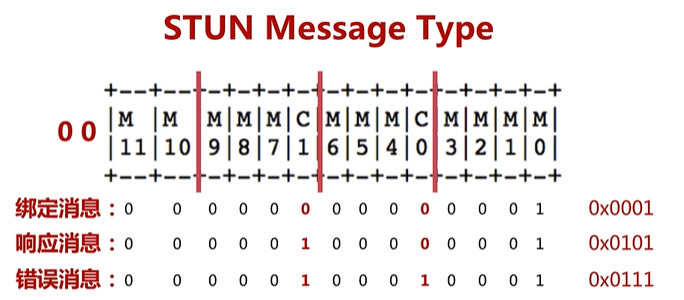 STUN Message Type
+--+--+-+-+-+-+-+-+-+-+-+-+-+-+
0 0 |M |M |M|M|M|C|M|M|M|C|M|M|M|M|
|11|10|9|8|7|1|6|5|4|0|3|2|1|0|
+--+--+-+-+-+-+-+-+-+-+-+-+-+-+
绑定消息：0 0 0 0 0 0 0 0 0 0 0 0 0 1 0x0001
响应消息：0 0 0 0 0 1 0 0 0 0 0 0 0 1 0x0101
错误消息：0 0 0 0 0 1 0 0 0 1 0 0 0 1 0x0111